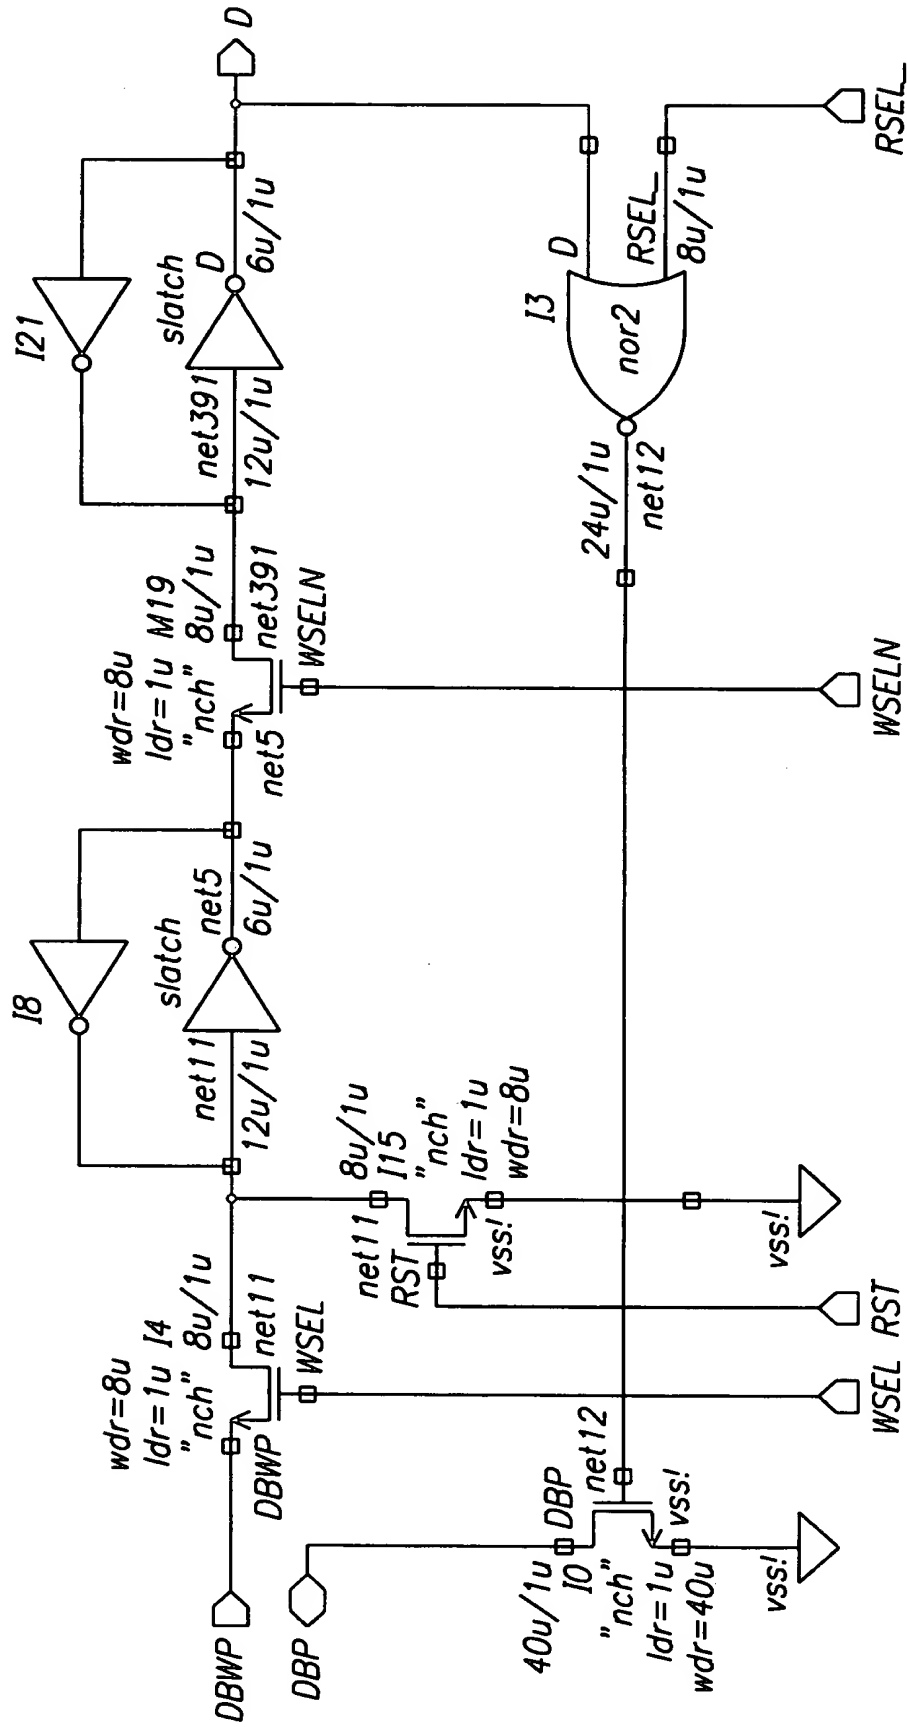 I8
I21
wdr=8u
ldr=1u I4
"nch" 8u/1u
DBWP
DBWP
net11
WSEL
net11
12u/1u
slatch
net5
6u/1u
wdr=8u
ldr=1u M19
"nch" 8u/1u
net5
net391
WSELN
net391
12u/1u
slatch
D
6u/1u
D
DBP
net11
RST
8u/1u
I15
"nch"
ldr=1u
wdr=8u
vss!
vss!
I3
D
nor2
RSEL_
8u/1u
24u/1u
net12
40u/1u
I0
"nch"
ldr=1u
wdr=40u
DBP
net12
vss!
vss!
WSEL
RST
WSELN
RSEL_